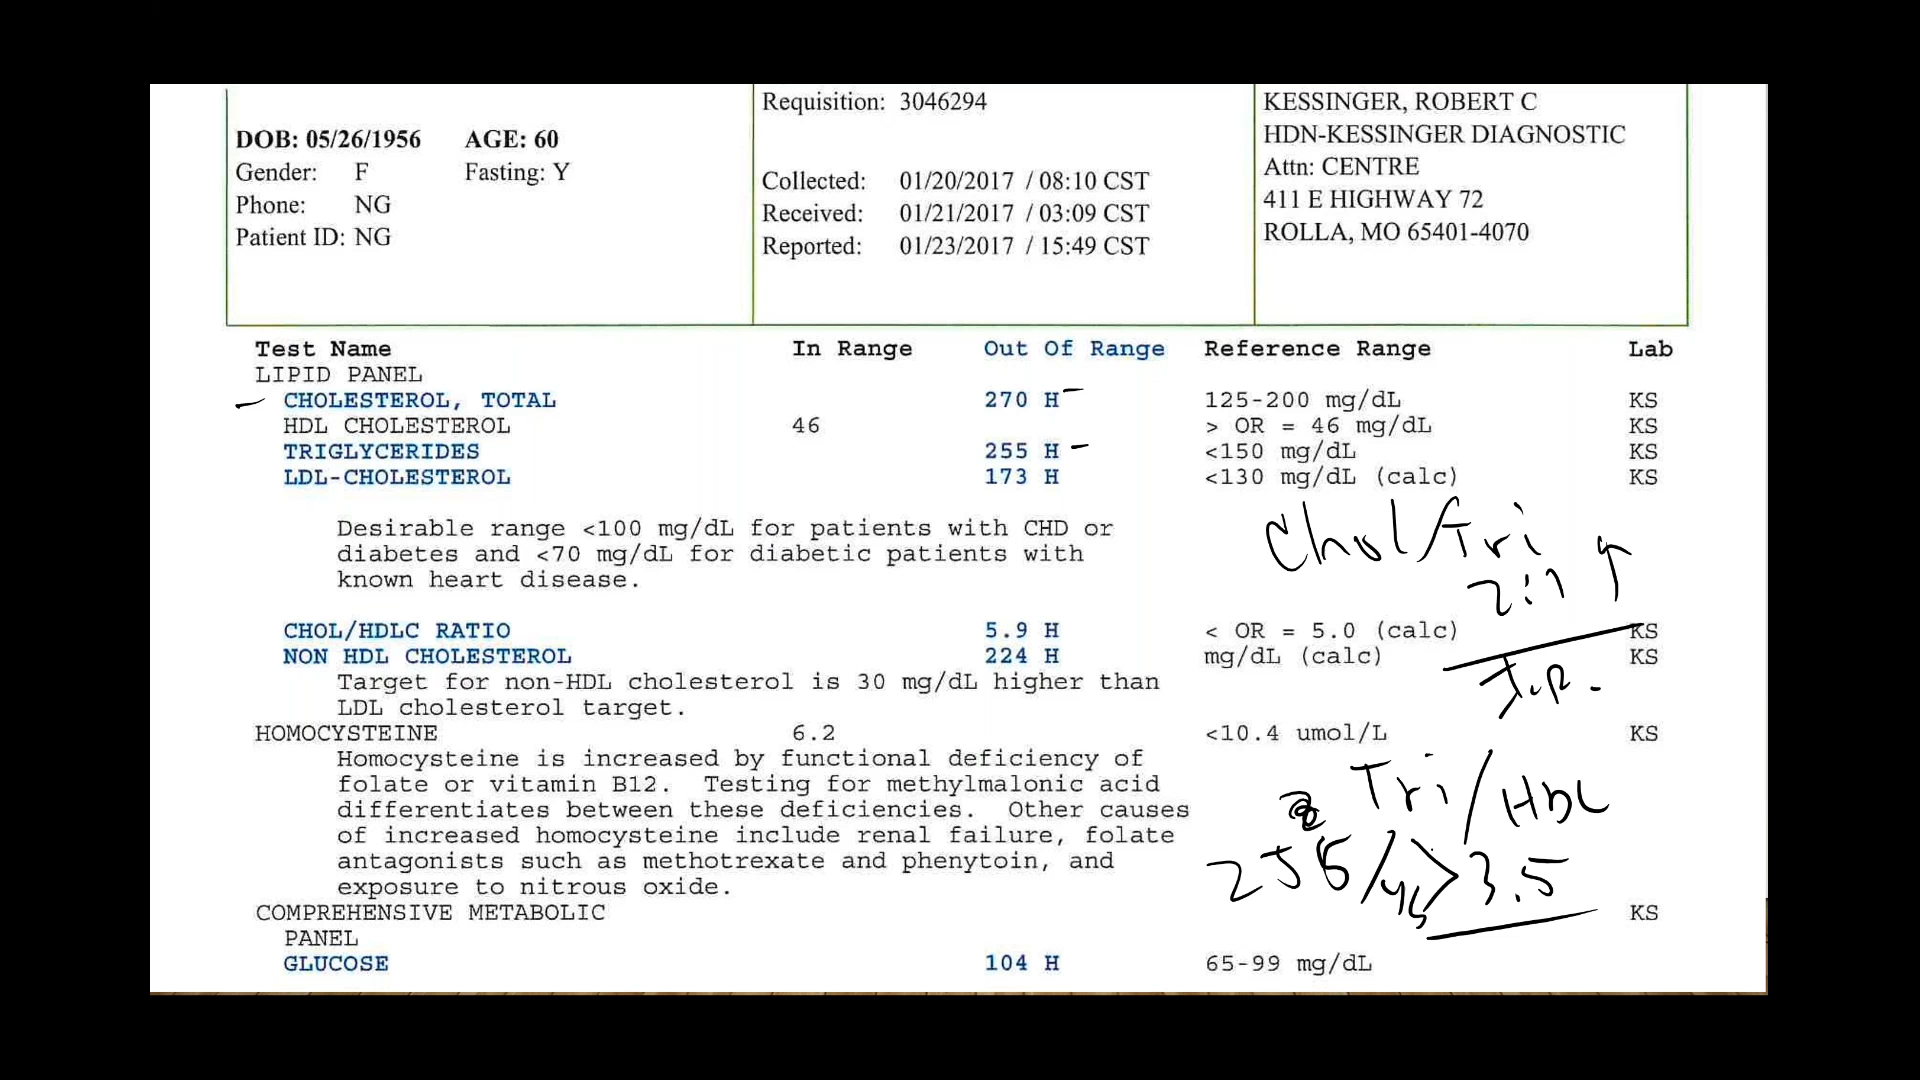 Requisition: 3046294
KESSINGER, ROBERT C
DOB: 05/26/1956 AGE: 60
HDN-KESSINGER DIAGNOSTIC
Gender: F Fasting: Y
Attn: CENTRE
Collected: 01/20/2017 / 08:10 CST
411 E HIGHWAY 72
Phone: NG
Received: 01/21/2017 / 03:09 CST
Patient ID: NG
Reported: 01/23/2017 / 15:49 CST
ROLLA, MO 65401-4070
Test Name In Range Out Of Range Reference Range Lab
LIPID PANEL
CHOLESTEROL, TOTAL 270 H 125-200 mg/dL KS
HDL CHOLESTEROL 46 > OR = 46 mg/dL KS
TRIGLYCERIDES 255 H <150 mg/dL KS
LDL-CHOLESTEROL 173 H <130 mg/dL (calc) KS
Desirable range <100 mg/dL for patients with CHD or
diabetes and <70 mg/dL for diabetic patients with
known heart disease.
Chol/Tri
2:1
CHOL/HDLC RATIO 5.9 H < OR = 5.0 (calc) KS
NON HDL CHOLESTEROL 224 H mg/dL (calc) KS
Target for non-HDL cholesterol is 30 mg/dL higher than
LDL cholesterol target.
I.R.
HOMOCYSTEINE 6.2 <10.4 umol/L KS
Homocysteine is increased by functional deficiency of
folate or vitamin B12. Testing for methylmalonic acid
differentiates between these deficiencies. Other causes
of increased homocysteine include renal failure, folate
antagonists such as methotrexate and phenytoin, and
exposure to nitrous oxide.
Tri/HDL
> 3.5
COMPREHENSIVE METABOLIC KS
PANEL
GLUCOSE 104 H 65-99 mg/dL